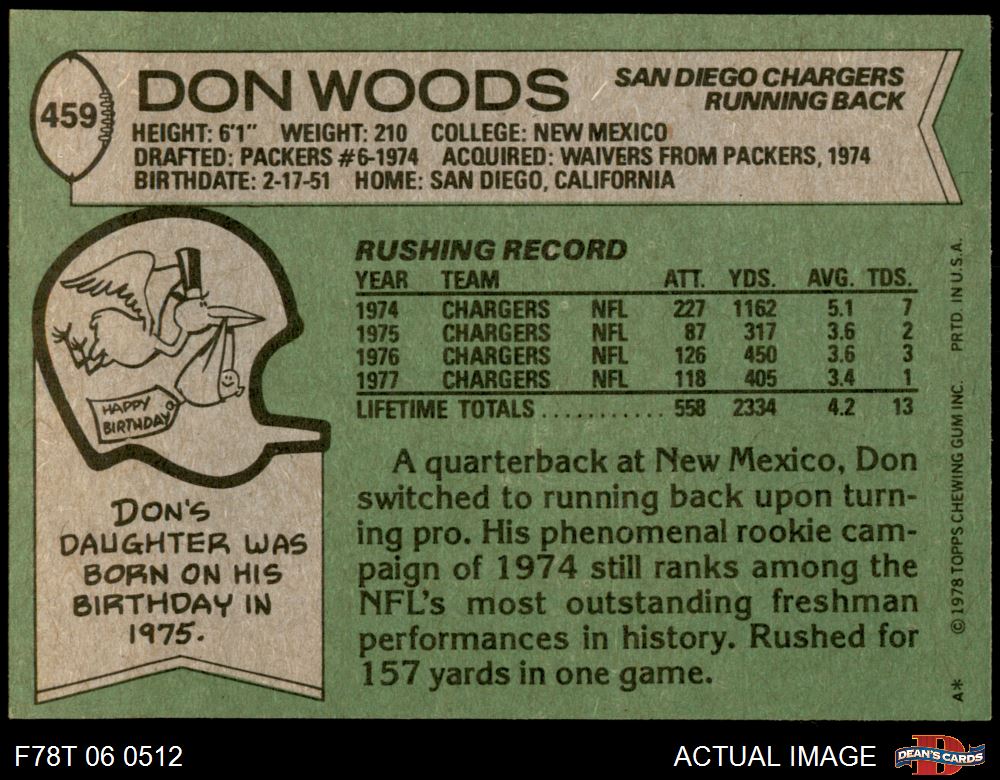 459
DON WOODS
SAN DIEGO CHARGERS
RUNNING BACK
HEIGHT: 6'1" WEIGHT: 210 COLLEGE: NEW MEXICO
DRAFTED: PACKERS #6-1974 ACQUIRED: WAIVERS FROM PACKERS, 1974
BIRTHDATE: 2-17-51 HOME: SAN DIEGO, CALIFORNIA
HAPPY
BIRTHDAY
DON'S
DAUGHTER WAS
BORN ON HIS
BIRTHDAY IN
1975.
RUSHING RECORD
YEAR TEAM ATT. YDS. AVG. TDS.
1974 CHARGERS NFL 227 1162 5.1 7
1975 CHARGERS NFL 87 317 3.6 2
1976 CHARGERS NFL 126 450 3.6 3
1977 CHARGERS NFL 118 405 3.4 1
LIFETIME TOTALS........... 558 2334 4.2 13
A quarterback at New Mexico, Don
switched to running back upon turn-
ing pro. His phenomenal rookie cam-
paign of 1974 still ranks among the
NFL's most outstanding freshman
performances in history. Rushed for
157 yards in one game.
A* © 1978 TOPPS CHEWING GUM INC. PRTD. IN U.S.A.
F78T 06 0512
ACTUAL IMAGE
D
DEAN'S CARDS